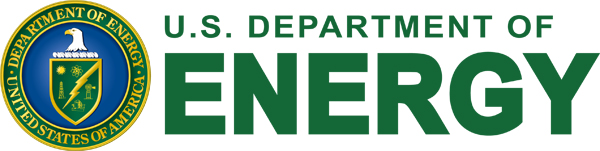 DEPARTMENT OF ENERGY
UNITED STATES OF AMERICA
U.S. DEPARTMENT OF
ENERGY